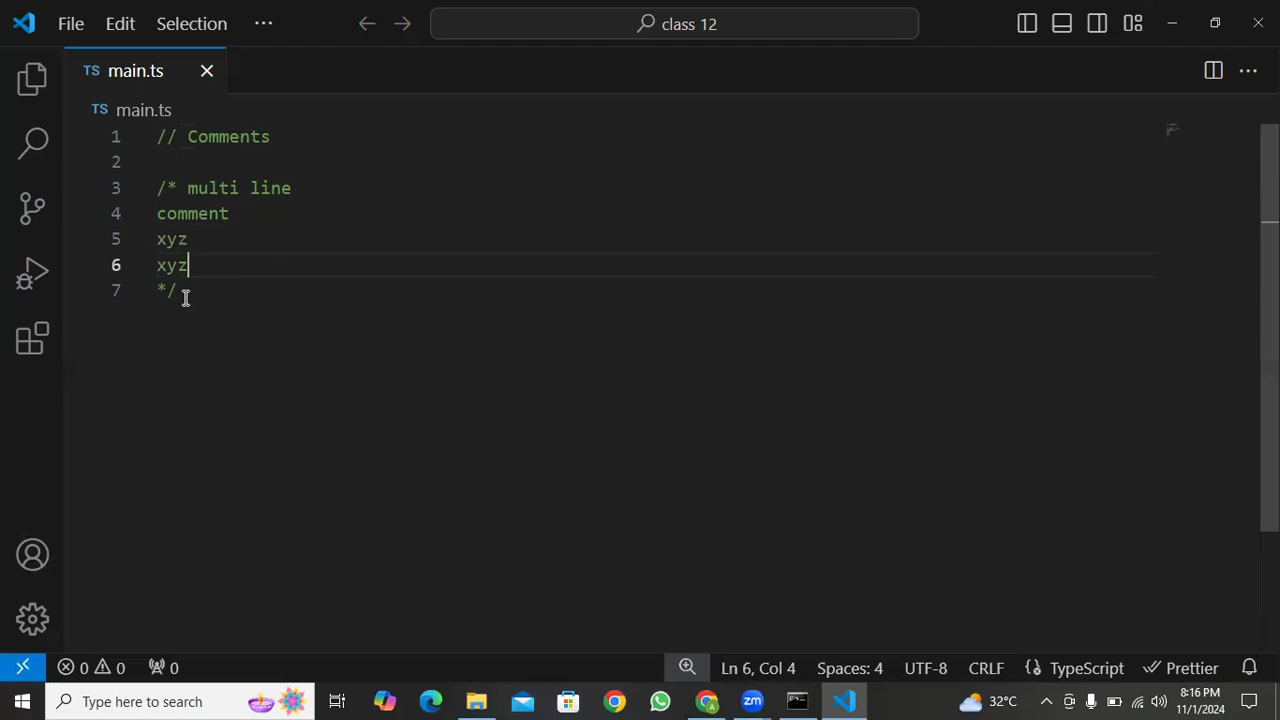 File Edit Selection ··· class 12
TS main.ts
TS main.ts
1 // Comments
2
3 /* multi line
4 comment
5 xyz
6 xyz
7 */
0 0 0 Ln 6, Col 4 Spaces: 4 UTF-8 CRLF TypeScript Prettier
Type here to search 32°C 8:16 PM
11/1/2024